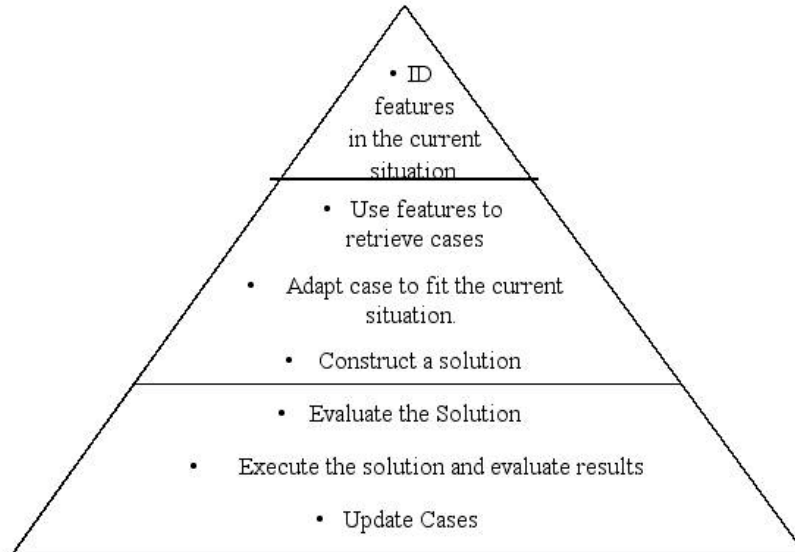 • ID
features
in the current
situation
• Use features to
retrieve cases
• Adapt case to fit the current
situation.
• Construct a solution
• Evaluate the Solution
• Execute the solution and evaluate results
• Update Cases